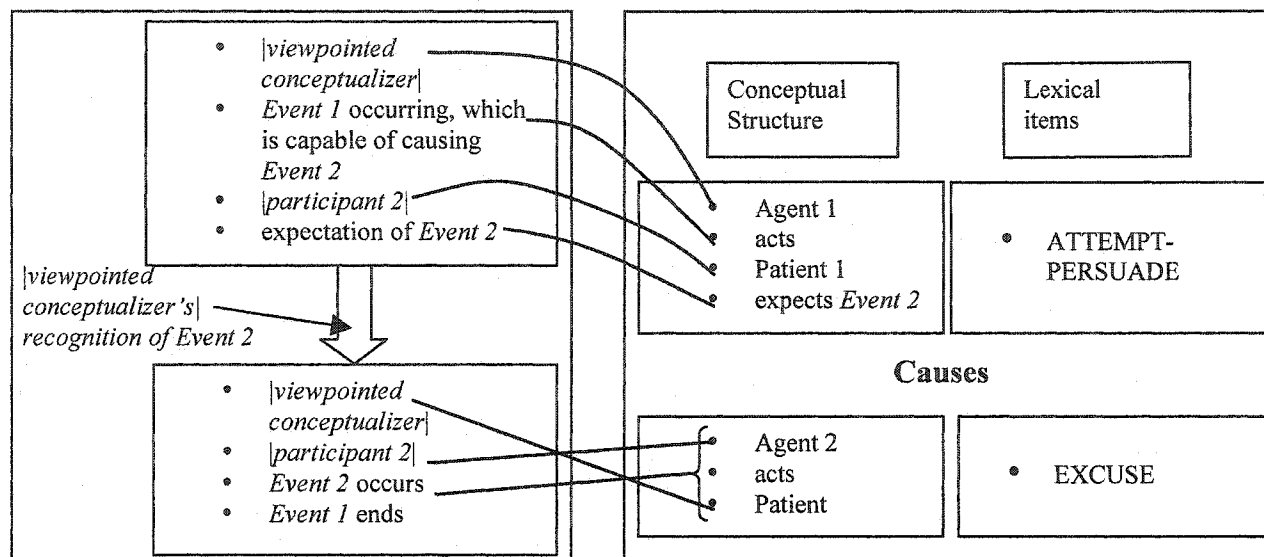 • |viewpointed
conceptualizer|
• Event 1 occurring, which
is capable of causing
Event 2
• |participant 2|
• expectation of Event 2
|viewpointed
conceptualizer's|
recognition of Event 2
• |viewpointed
conceptualizer|
• |participant 2|
• Event 2 occurs
• Event 1 ends
Conceptual
Structure
Lexical
items
• Agent 1
• acts
• Patient 1
• expects Event 2
• ATTEMPT-
PERSUADE
Causes
• Agent 2
• acts
• Patient
• EXCUSE